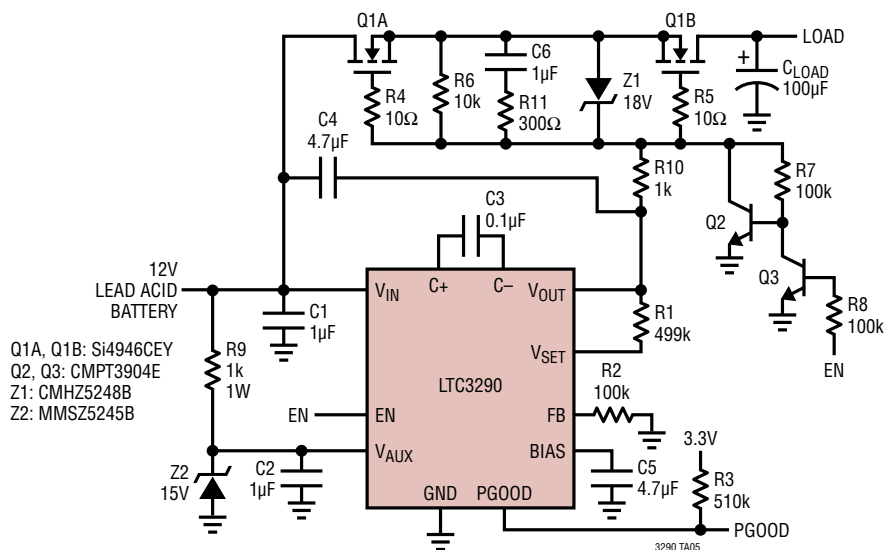 Q1A
Q1B
LOAD
C6
1µF
R6
10k
R4
10Ω
R11
300Ω
Z1
18V
R5
10Ω
+
CLOAD
100µF
C4
4.7µF
R10
1k
R7
100k
C3
0.1µF
Q2
Q3
12V
LEAD ACID
BATTERY
C1
1µF
VIN
C+
C–
VOUT
R1
499k
R8
100k
EN
Q1A, Q1B: Si4946CEY
Q2, Q3: CMPT3904E
Z1: CMHZ5248B
Z2: MMSZ5245B
R9
1k
1W
VSET
LTC3290
R2
100k
EN
EN
FB
3.3V
VAUX
BIAS
Z2
15V
C2
1µF
C5
4.7µF
R3
510k
GND
PGOOD
PGOOD
3290 TA05